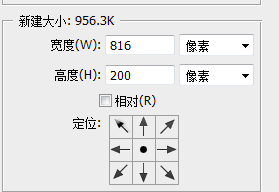 新建大小: 956.3K
宽度(W): 816 像素
高度(H): 200 像素
相对(R)
定位: